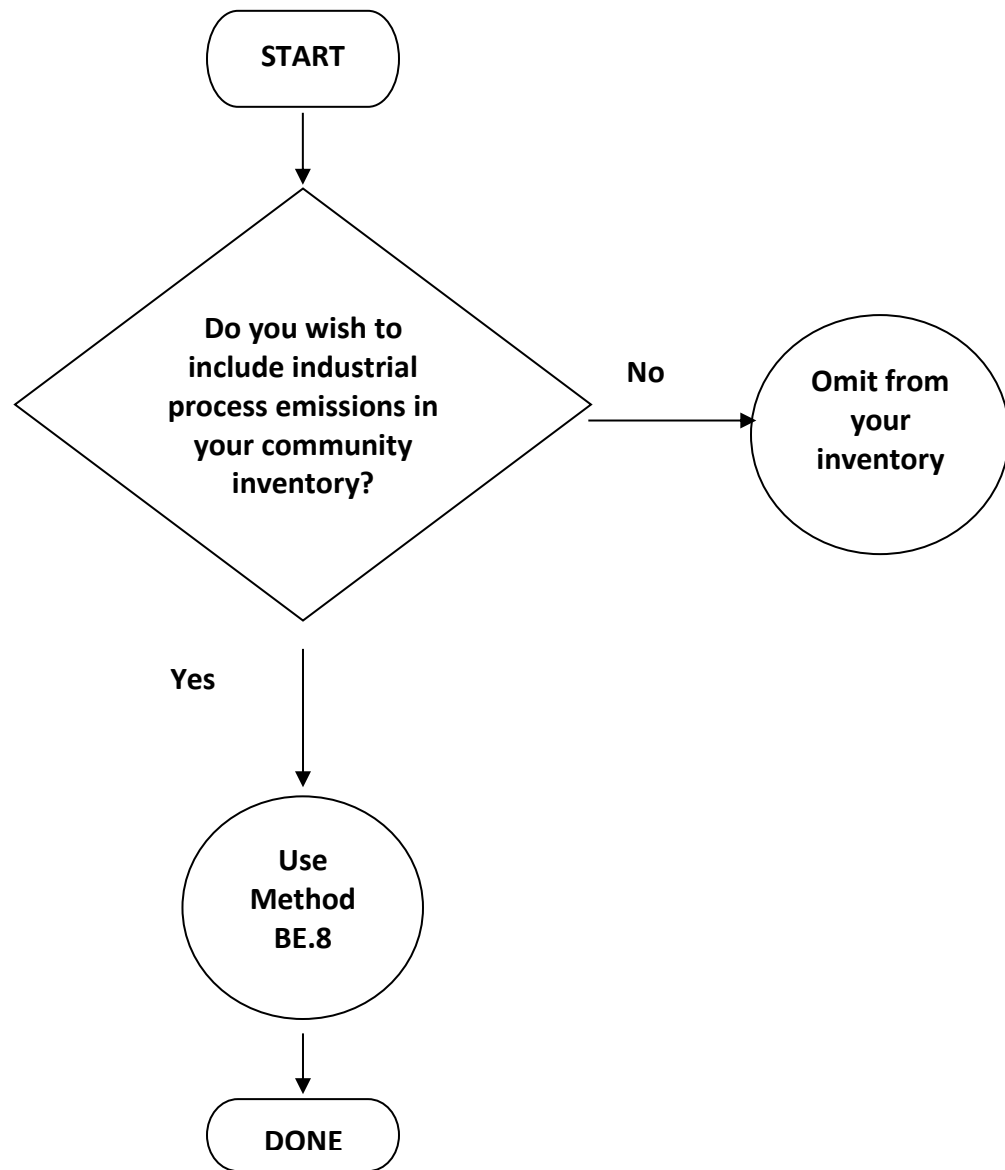 START
Do you wish to
include industrial
process emissions in
your community
inventory?
No
Omit from
your
inventory
Yes
Use
Method
BE.8
DONE